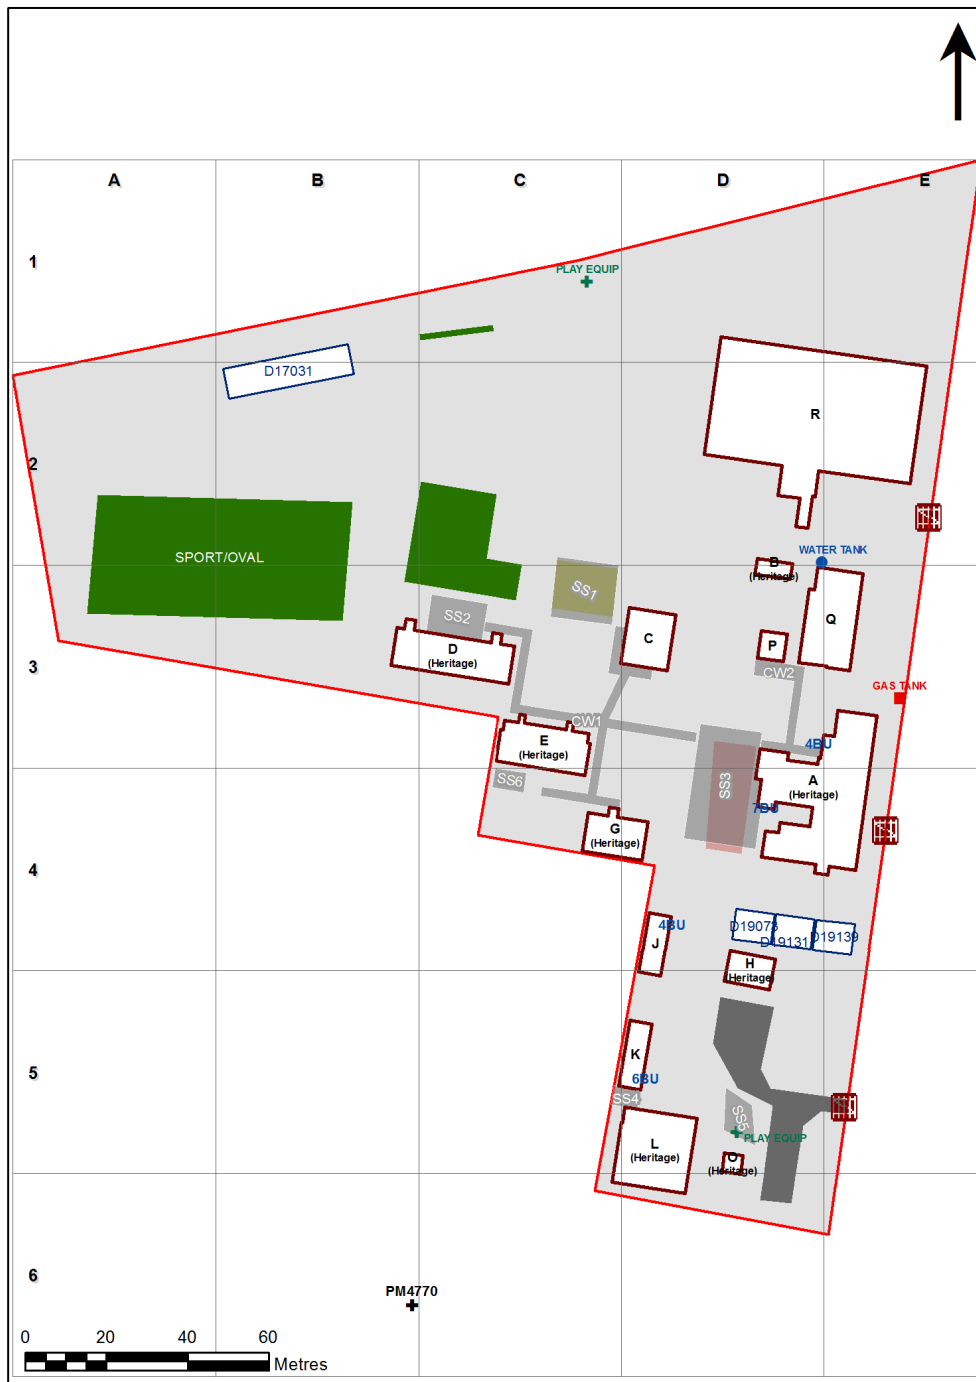 A
B
C
D
E
1
PLAY EQUIP
D17031
R
2
WATER TANK
SPORT/OVAL
B
(Heritage)
SS1
SS2
C
P
Q
3
D
(Heritage)
CW2
GAS TANK
CW1
E
(Heritage)
4BU
SS6
SS3
A
(Heritage)
7BU
G
(Heritage)
4
4BU
D19073
D19131
D19139
J
H
(Heritage)
K
5
6BU
SS4
SS5
PLAY EQUIP
L
(Heritage)
O
(Heritage)
6
PM4770
0 20 40 60
Metres